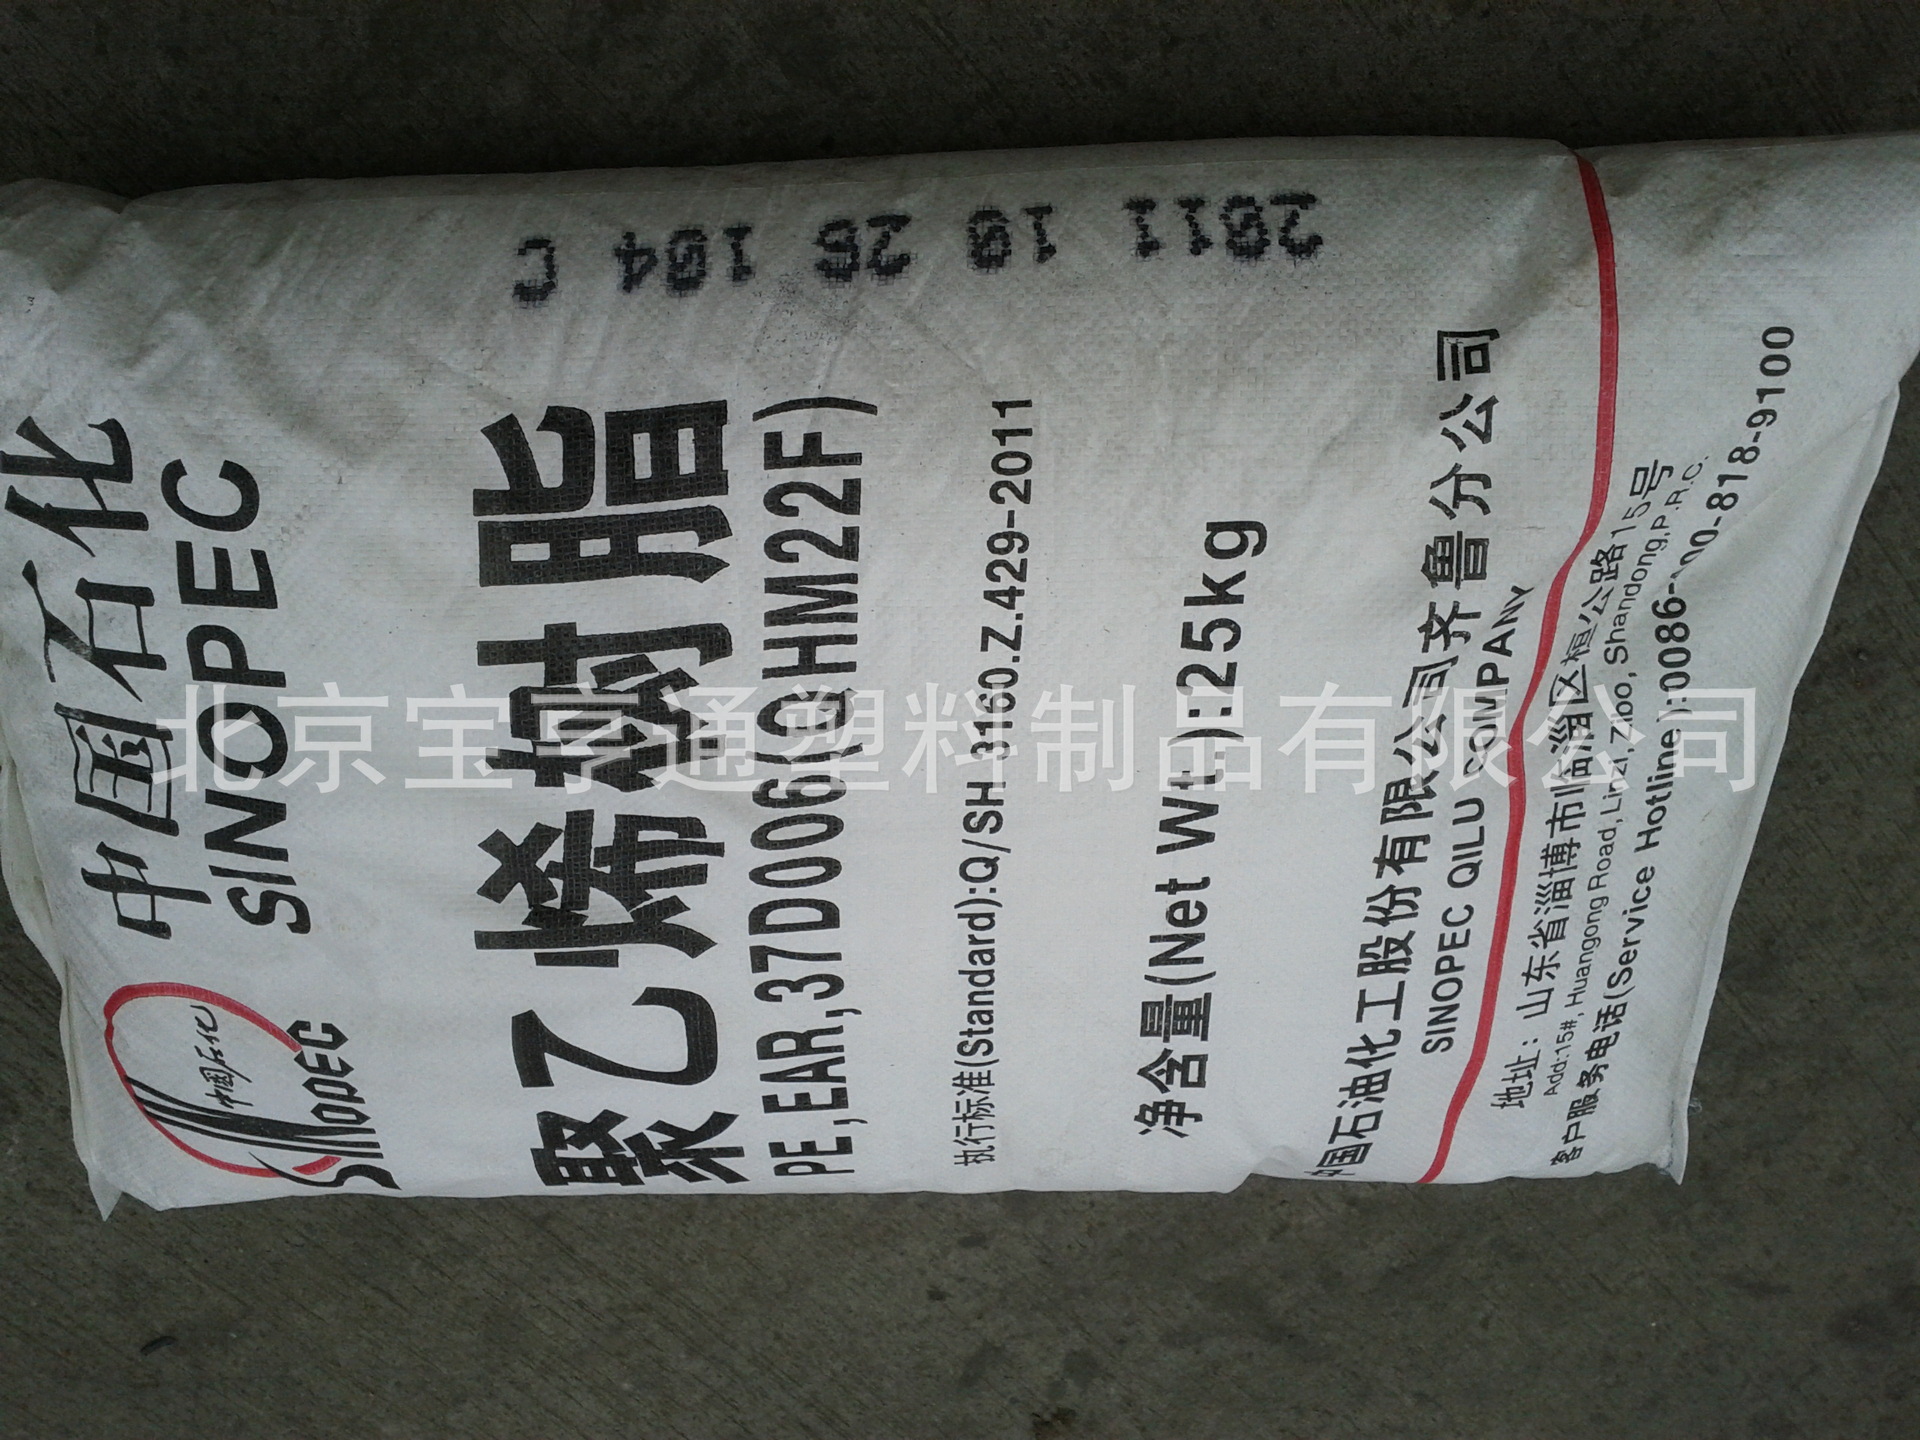 中国石化
SINOPEC
中国石化
SINOPEC
聚乙烯树脂
PE,EAR,37D006(QHM22F)
执行标准(Standard):Q/SH 3160.Z.429-2011
净含量(Net Wt.):25kg
中国石油化工股份有限公司齐鲁分公司
SINOPEC QILU COMPANY
地址：山东省淄博市临淄区桓公路15号
Add:15#, Huangong Road, Linzi, Zibo, Shandong,P.R.C.
客户服务电话(Service Hotline):0086-400-818-9100
2011 10 26 104 C
北京宝亨通塑料制品有限公司